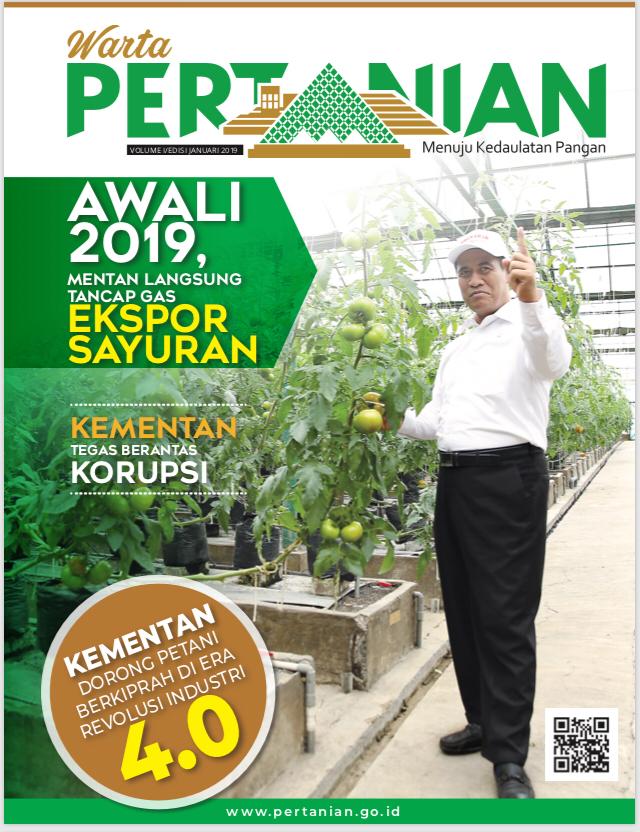 Warta
PERTANIAN
VOLUME I/EDISI JANUARI 2019
Menuju Kedaulatan Pangan
AWALI
2019,
MENTAN LANGSUNG
TANCAP GAS
EKSPOR
SAYURAN
KEMENTAN
TEGAS BERANTAS
KORUPSI
KEMENTAN
DORONG PETANI
BERKIPRAH DI ERA
REVOLUSI INDUSTRI
4.0
www.pertanian.go.id